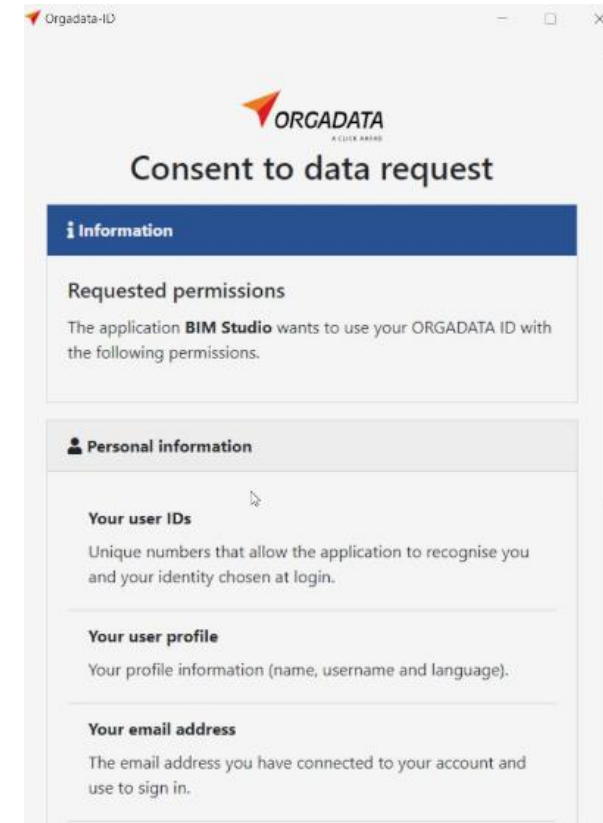 Orgadata-ID
ORGADATA
A CLICK AHEAD
Consent to data request
i Information
Requested permissions
The application BIM Studio wants to use your ORGADATA ID with
the following permissions.
Personal information
Your user IDs
Unique numbers that allow the application to recognise you
and your identity chosen at login.
Your user profile
Your profile information (name, username and language).
Your email address
The email address you have connected to your account and
use to sign in.